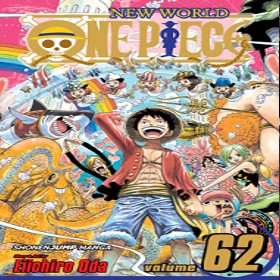 NEW WORLD
ONE PIECE
SHONEN JUMP MANGA
Eiichiro Oda
volume 62